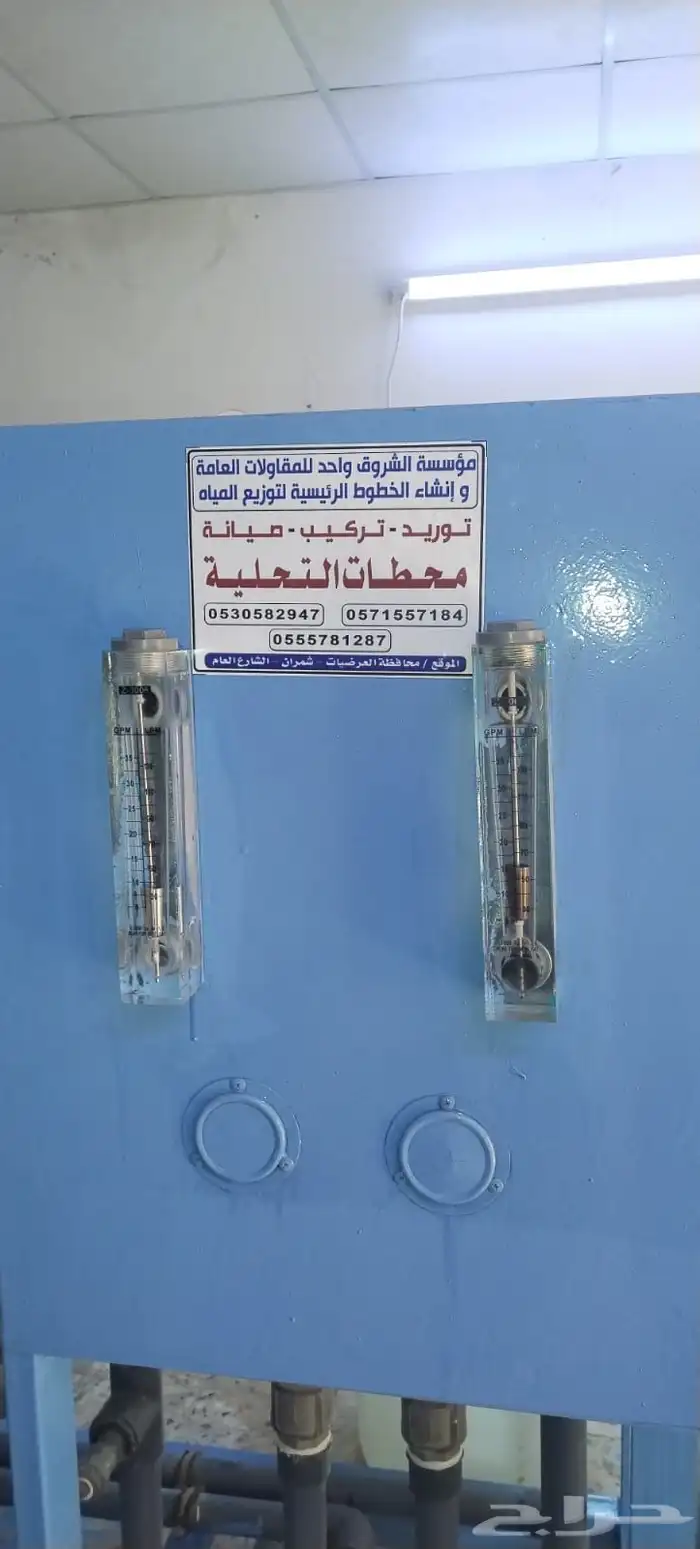 مؤسسة الشروق واحد للمقاولات العامة
و إنشاء الخطوط الرئيسية لتوزيع المياه
توريد - تركيب - صيانة
محطات التحلية
0530582947 0571557184
0555781287
الموقع / محافظة العرضيات - شمران - الشارع العام
GPM LPM
GPM LPM
حراج